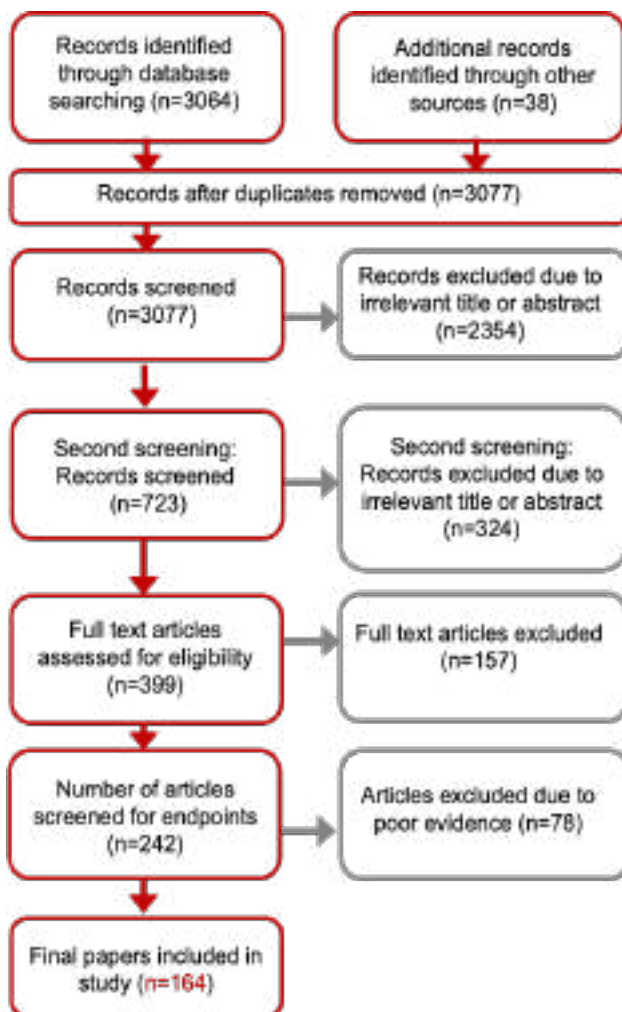 Records identified
through database
searching (n=3064)
Additional records
identified through other
sources (n=38)
Records after duplicates removed (n=3077)
Records screened
(n=3077)
Records excluded due to
irrelevant title or abstract
(n=2354)
Second screening:
Records screened
(n=723)
Second screening:
Records excluded due to
irrelevant title or abstract
(n=324)
Full text articles
assessed for eligibility
(n=399)
Full text articles excluded
(n=157)
Number of articles
screened for endpoints
(n=242)
Articles excluded due to
poor evidence (n=78)
Final papers included in
study (n=164)